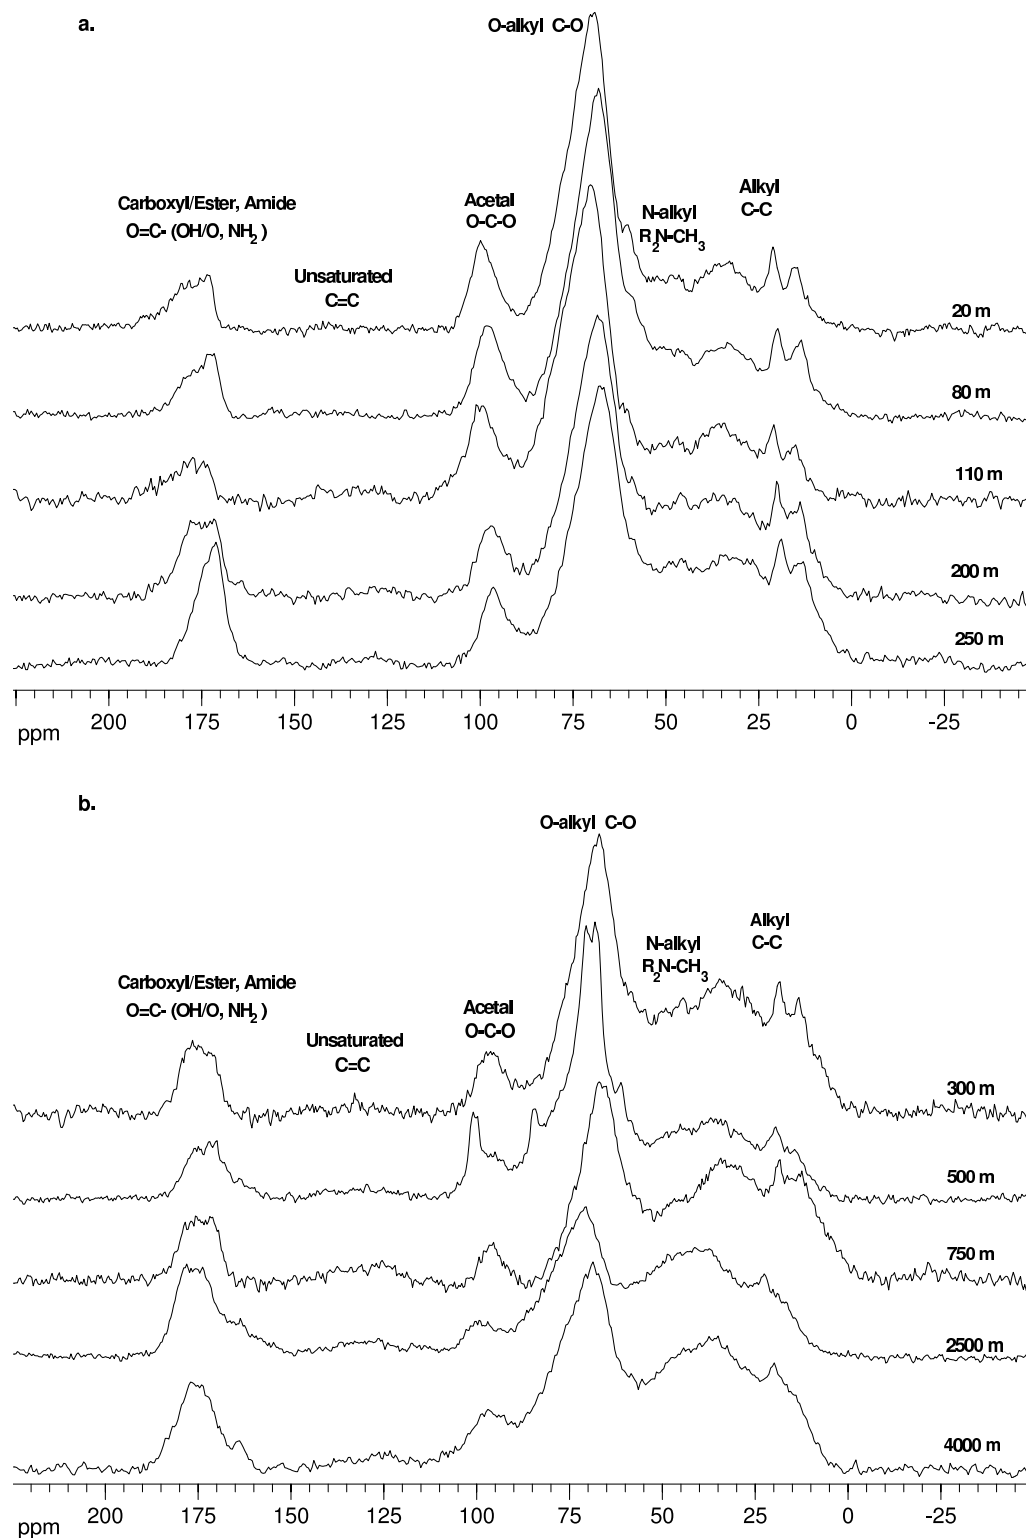 a.
O-alkyl C-O
Carboxyl/Ester, Amide
O=C- (OH/O, NH2 )
Unsaturated
C=C
Acetal
O-C-O
N-alkyl
R2N-CH3
Alkyl
C-C
20 m
80 m
110 m
200 m
250 m
200 175 150 125 100 75 50 25 0 -25
ppm
b.
O-alkyl C-O
Carboxyl/Ester, Amide
O=C- (OH/O, NH2 )
Unsaturated
C=C
Acetal
O-C-O
N-alkyl
R2N-CH3
Alkyl
C-C
300 m
500 m
750 m
2500 m
4000 m
200 175 150 125 100 75 50 25 0 -25
ppm